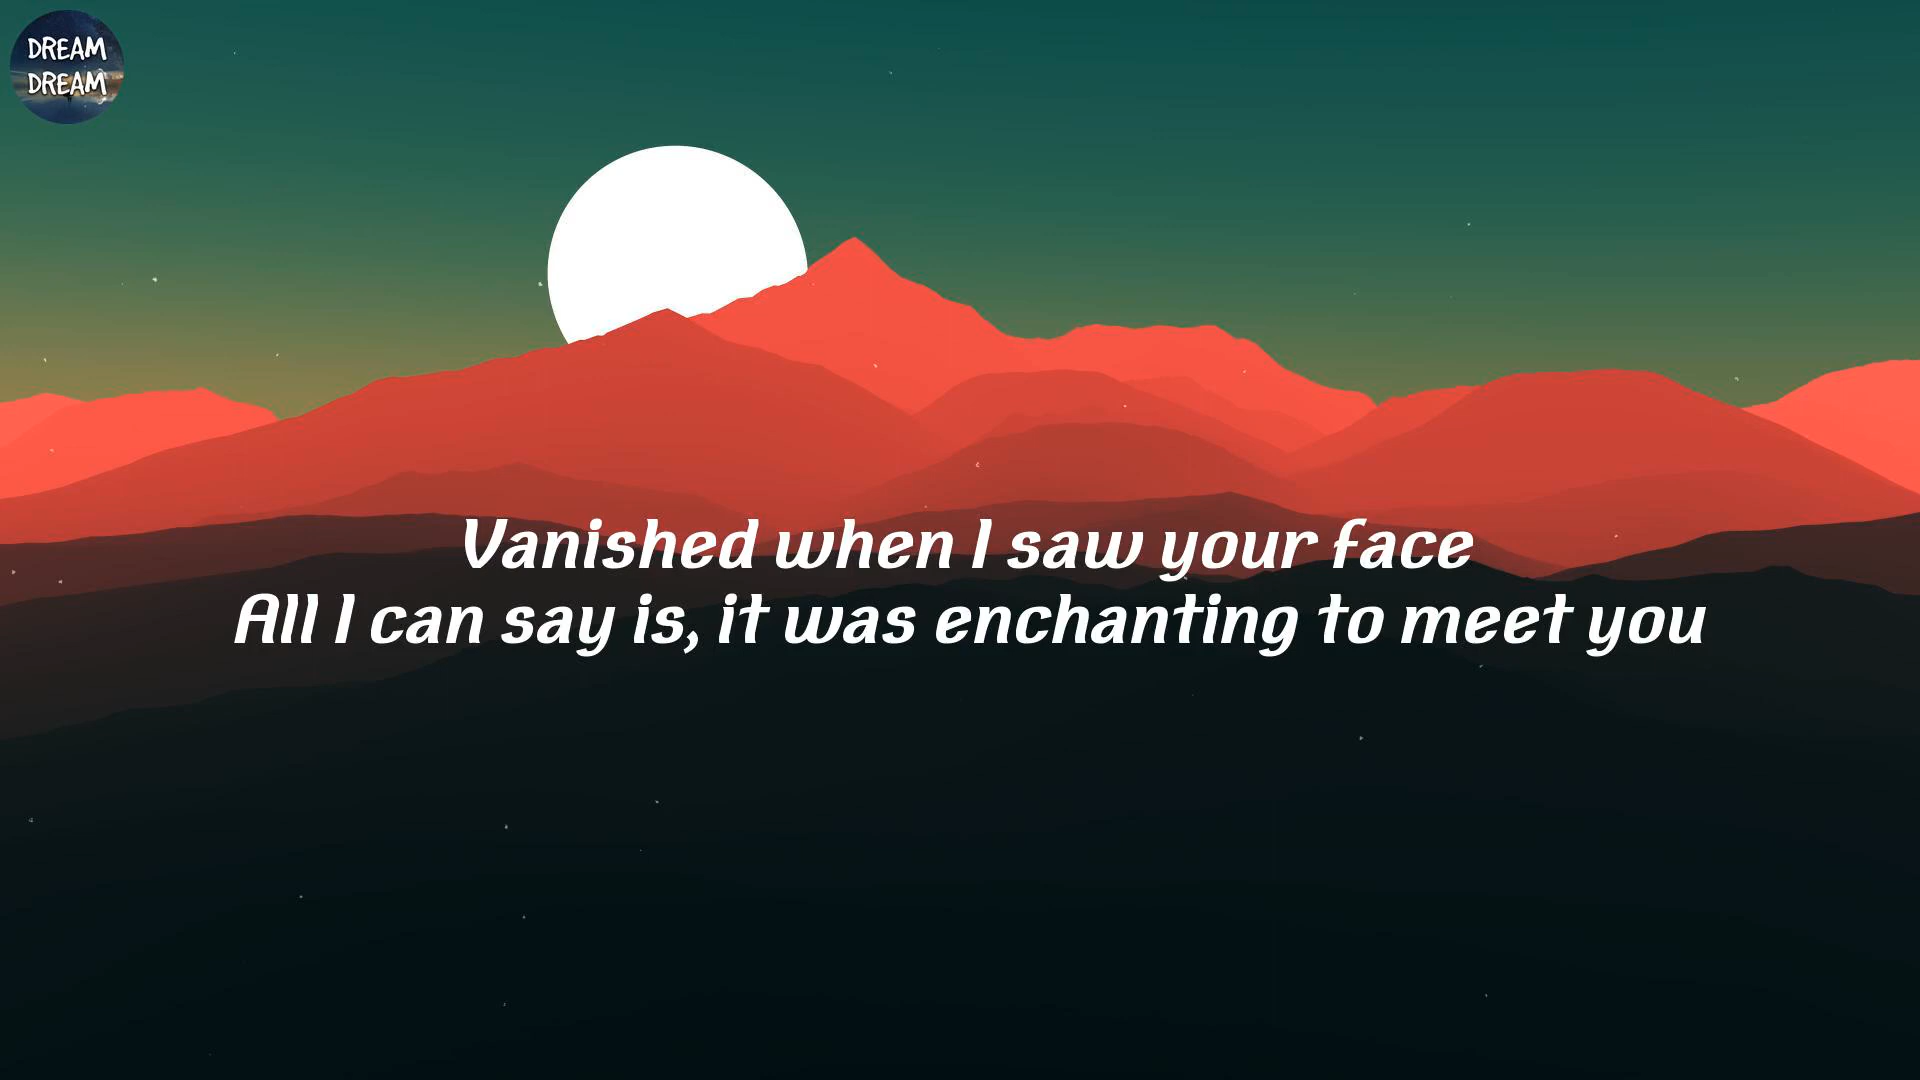 DREAM
DREAM
Vanished when I saw your face
All I can say is, it was enchanting to meet you